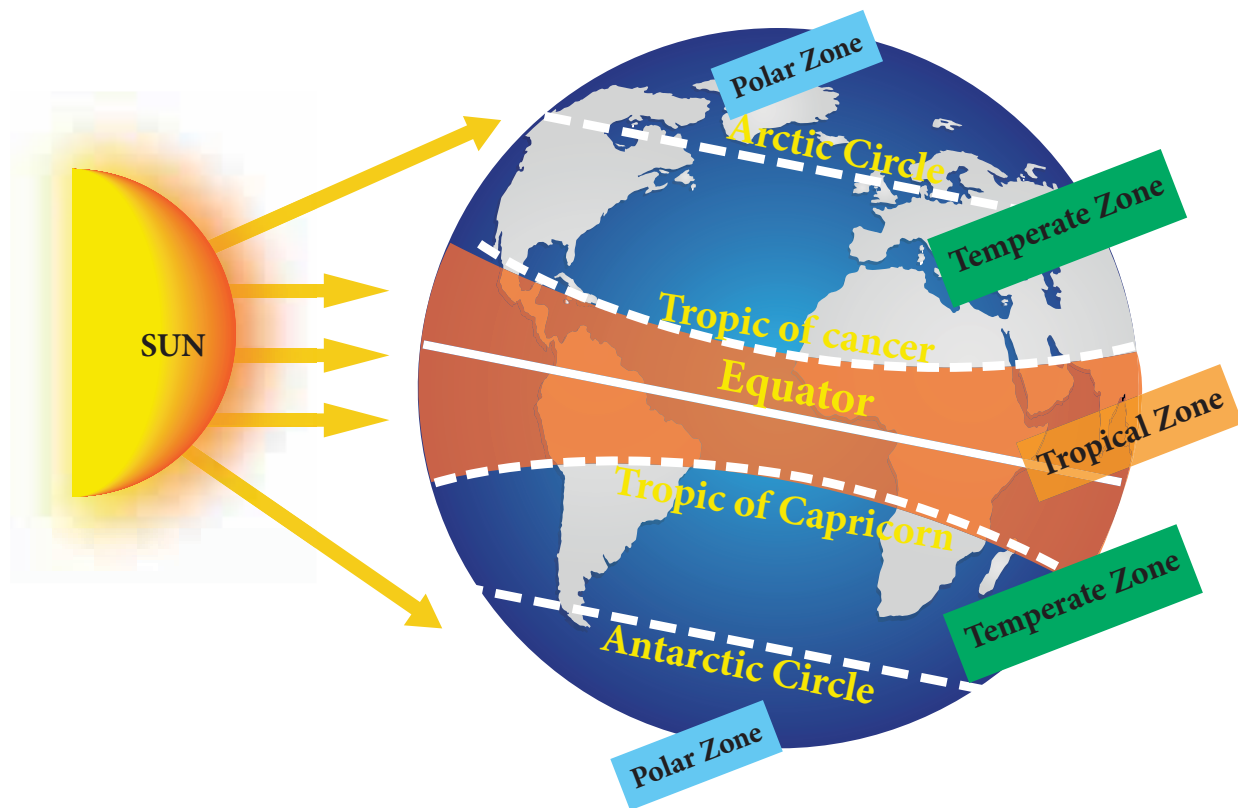 Polar Zone
Arctic Circle
Temperate Zone
SUN
Tropic of cancer
Equator
Tropical Zone
Tropic of Capricorn
Temperate Zone
Antarctic Circle
Polar Zone